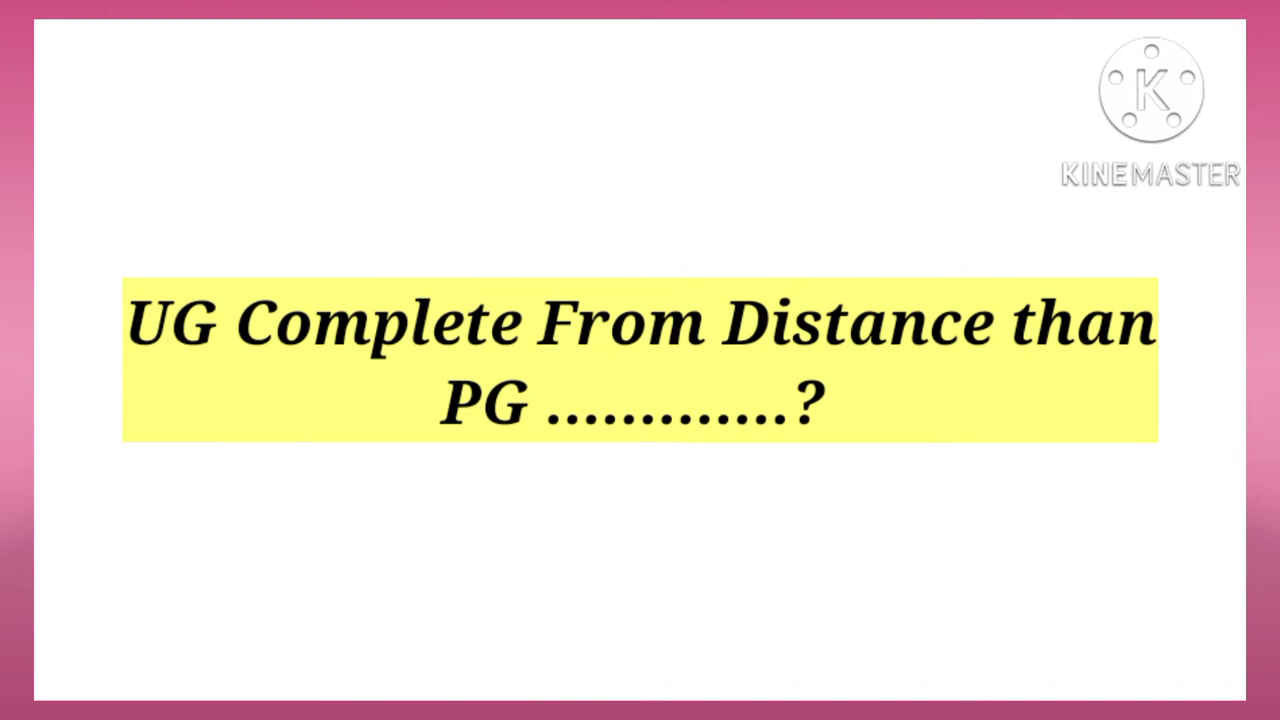 K
KINEMASTER
UG Complete From Distance than
PG .............?